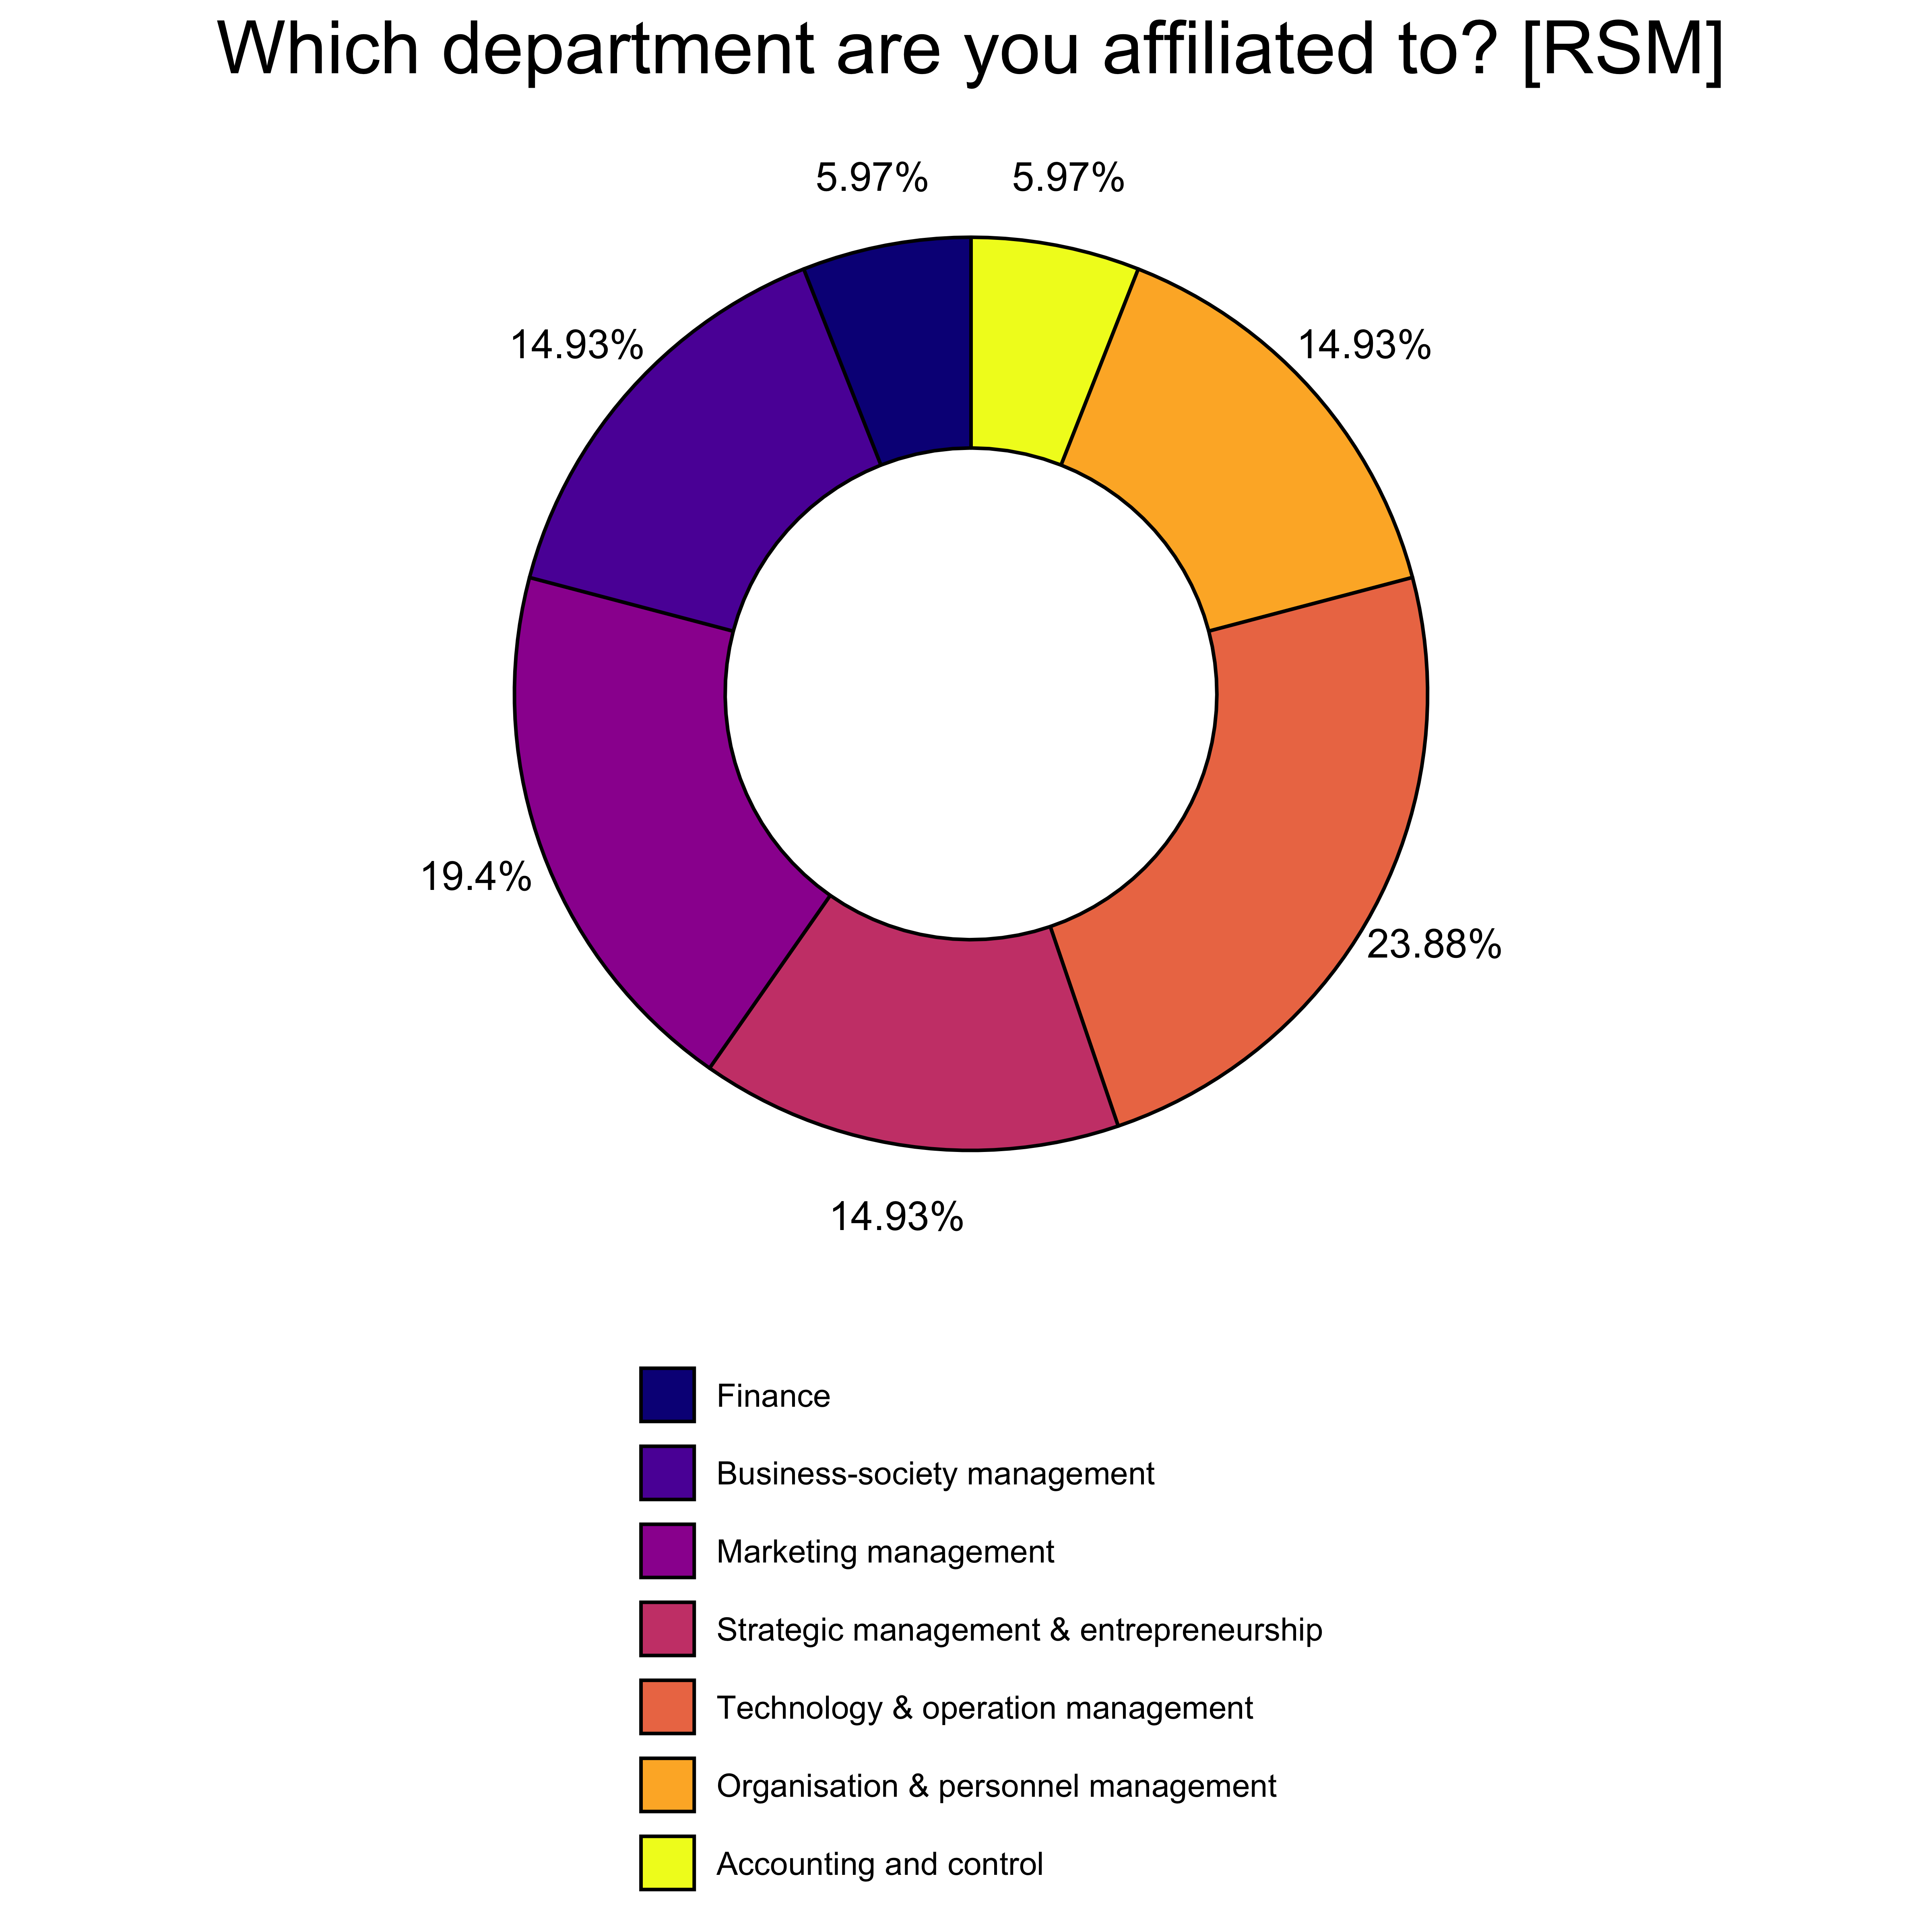 Which department are you affiliated to? [RSM]
5.97%
5.97%
14.93%
14.93%
19.4%
23.88%
14.93%
Finance
Business-society management
Marketing management
Strategic management & entrepreneurship
Technology & operation management
Organisation & personnel management
Accounting and control